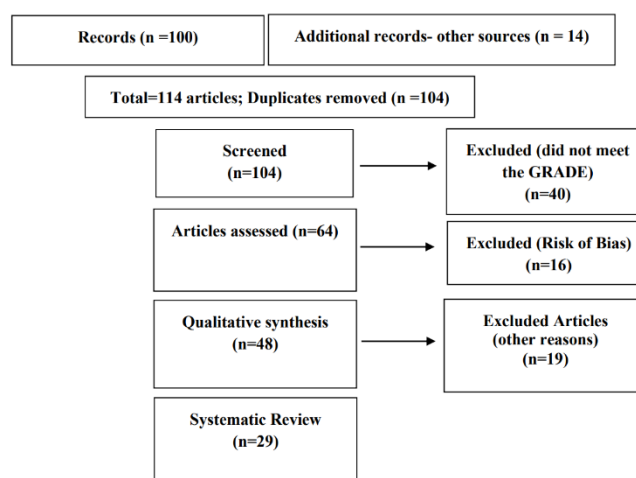 Records (n =100)
Additional records- other sources (n = 14)
Total=114 articles; Duplicates removed (n =104)
Screened
(n=104)
Excluded (did not meet
the GRADE)
(n=40)
Articles assessed (n=64)
Excluded (Risk of Bias)
(n=16)
Qualitative synthesis
(n=48)
Excluded Articles
(other reasons)
(n=19)
Systematic Review
(n=29)